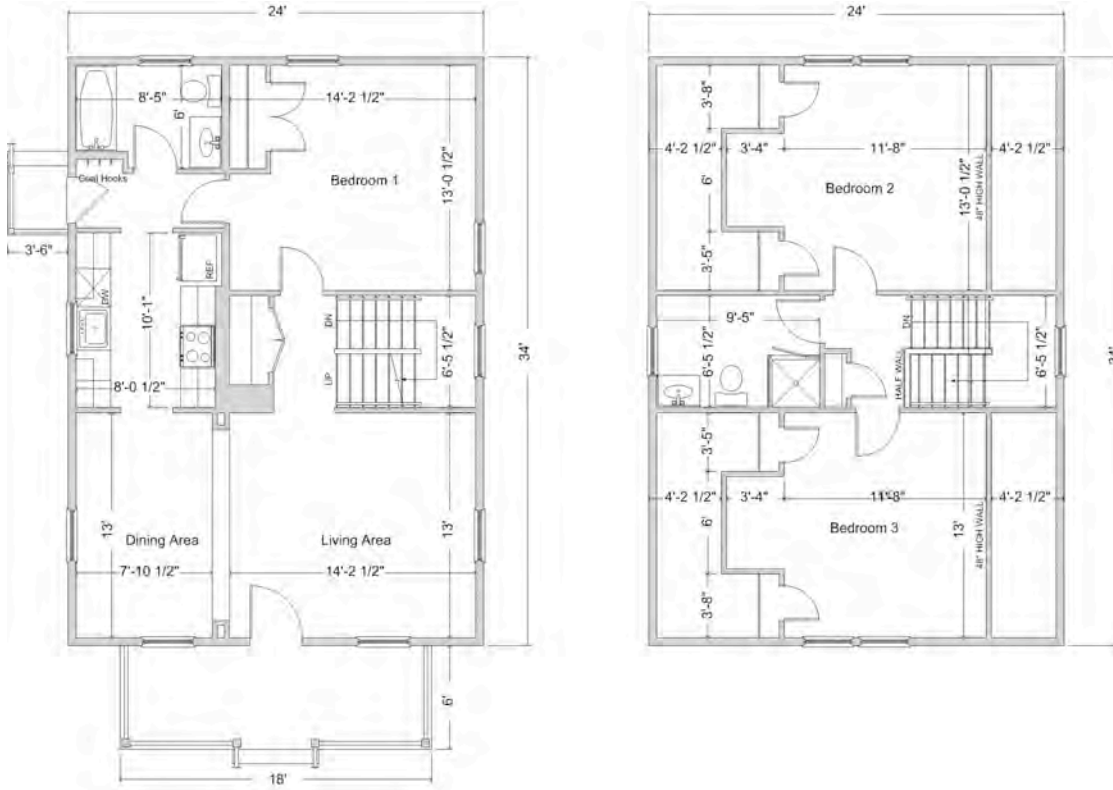 24'
8'-5"
14'-2 1/2"
6'
Coat Hooks
Bedroom 1
13'-0 1/2"
3'-6"
REF
DW
10'-1"
DN
UP
6'-5 1/2"
34'
8'-0 1/2"
13'
Dining Area
Living Area
13'
7'-10 1/2"
14'-2 1/2"
6'
18'
24'
3'-8"
4'-2 1/2"
3'-4"
11'-8"
4'-2 1/2"
6'
Bedroom 2
13'-0 1/2"
48" HIGH WALL
3'-5"
9'-5"
6'-5 1/2"
DN
HALF WALL
6'-5 1/2"
3'-5"
4'-2 1/2"
3'-4"
11'-8"
4'-2 1/2"
6'
Bedroom 3
13'
48" HIGH WALL
3'-8"